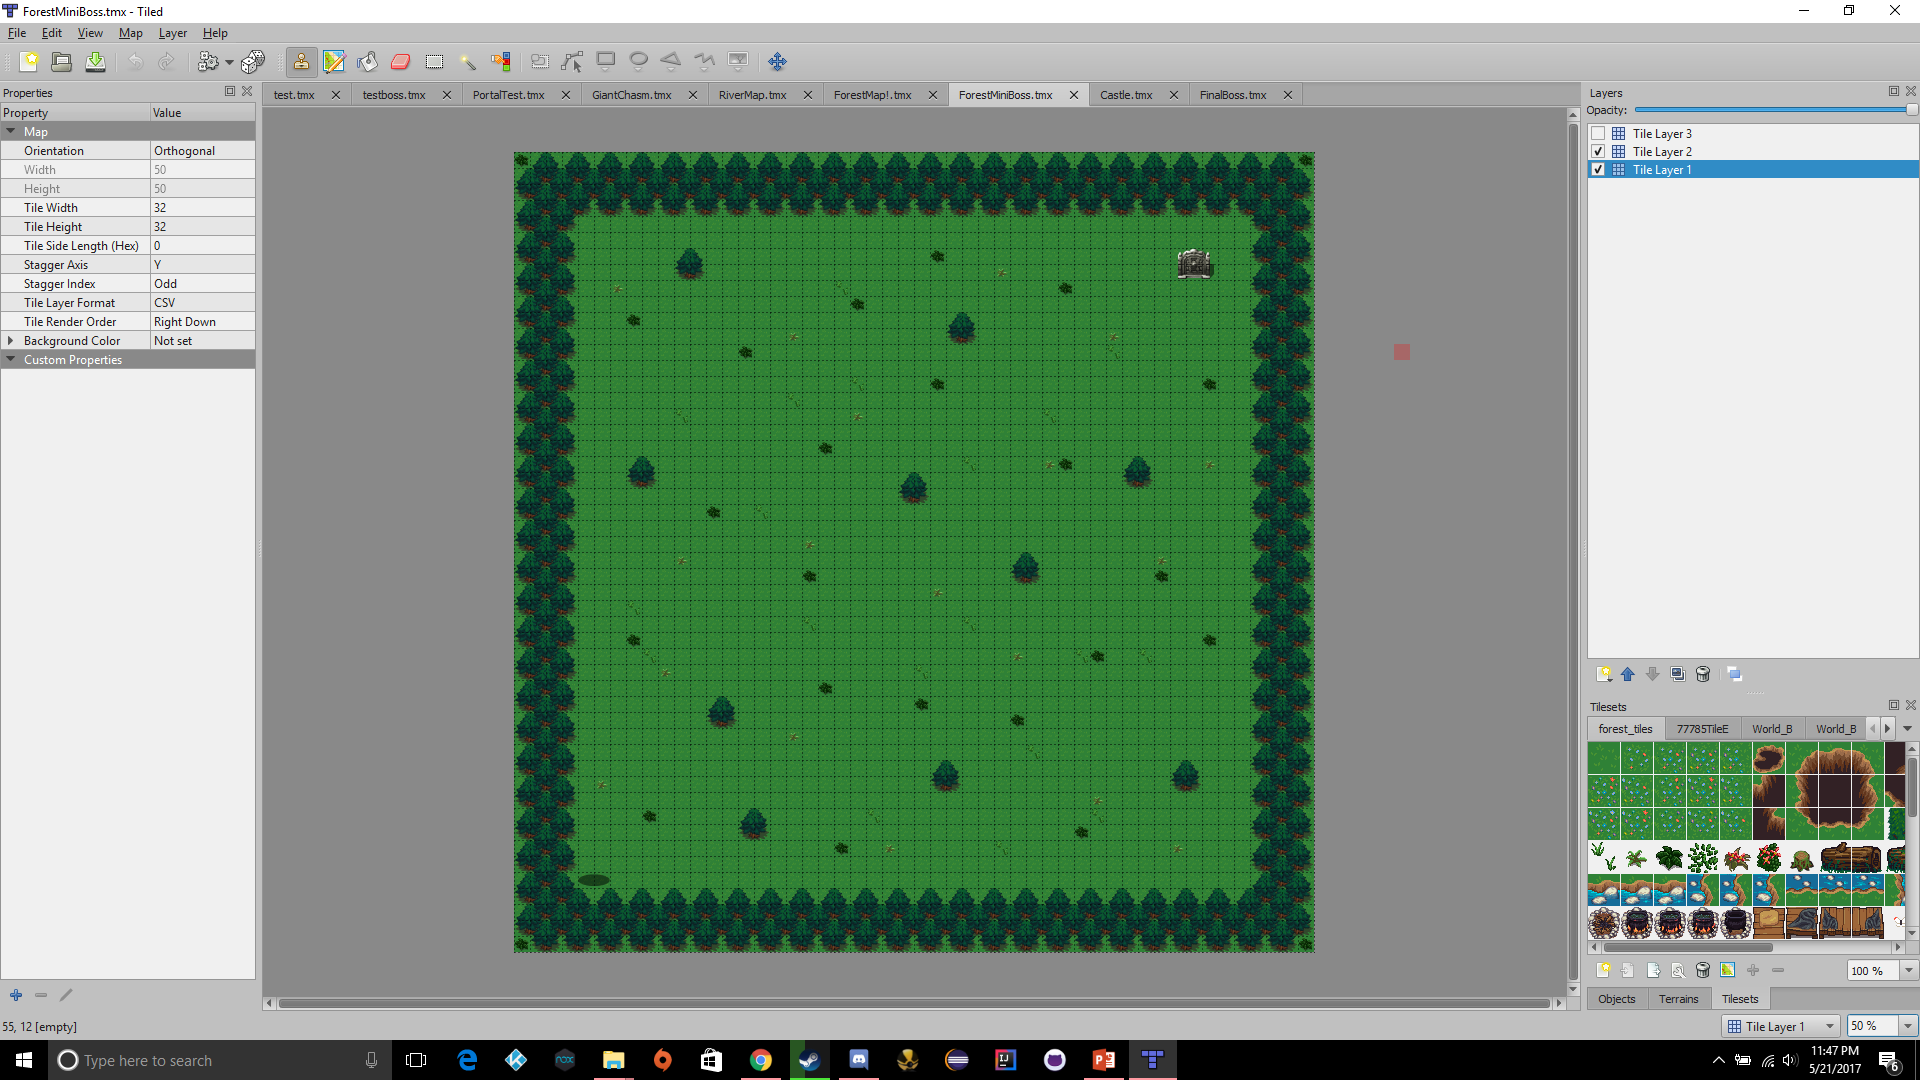 ForestMiniBoss.tmx - Tiled
File Edit View Map Layer Help
Properties
Property Value
Map
Orientation Orthogonal
Width 50
Height 50
Tile Width 32
Tile Height 32
Tile Side Length (Hex) 0
Stagger Axis Y
Stagger Index Odd
Tile Layer Format CSV
Tile Render Order Right Down
Background Color Not set
Custom Properties
test.tmx testboss.tmx PortalTest.tmx GiantChasm.tmx RiverMap.tmx ForestMap!.tmx ForestMiniBoss.tmx Castle.tmx FinalBoss.tmx
Layers
Opacity:
Tile Layer 3
Tile Layer 2
Tile Layer 1
Tilesets
forest_tiles 77785TileE World_B World_B
100 %
Objects Terrains Tilesets
55, 12 [empty]
Tile Layer 1 50 %
Type here to search
nox
IJ
P
11:47 PM
5/21/2017
6